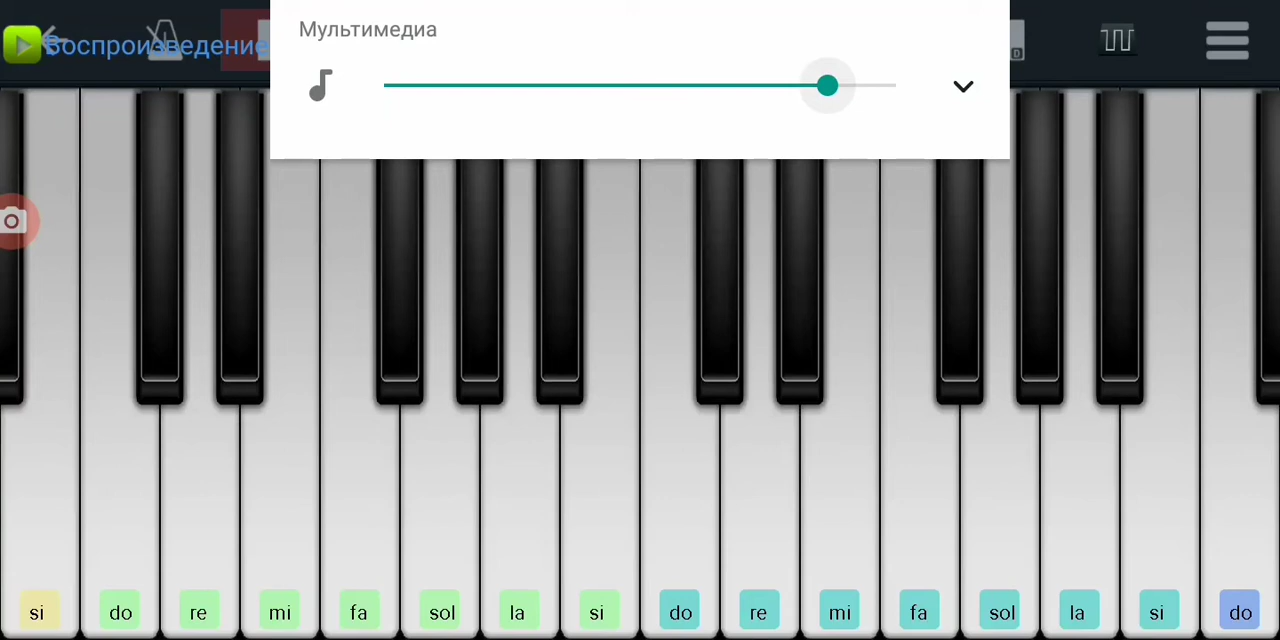 Мультимедиа
Воспроизведение
D
si do re mi fa sol la si do re mi fa sol la si do